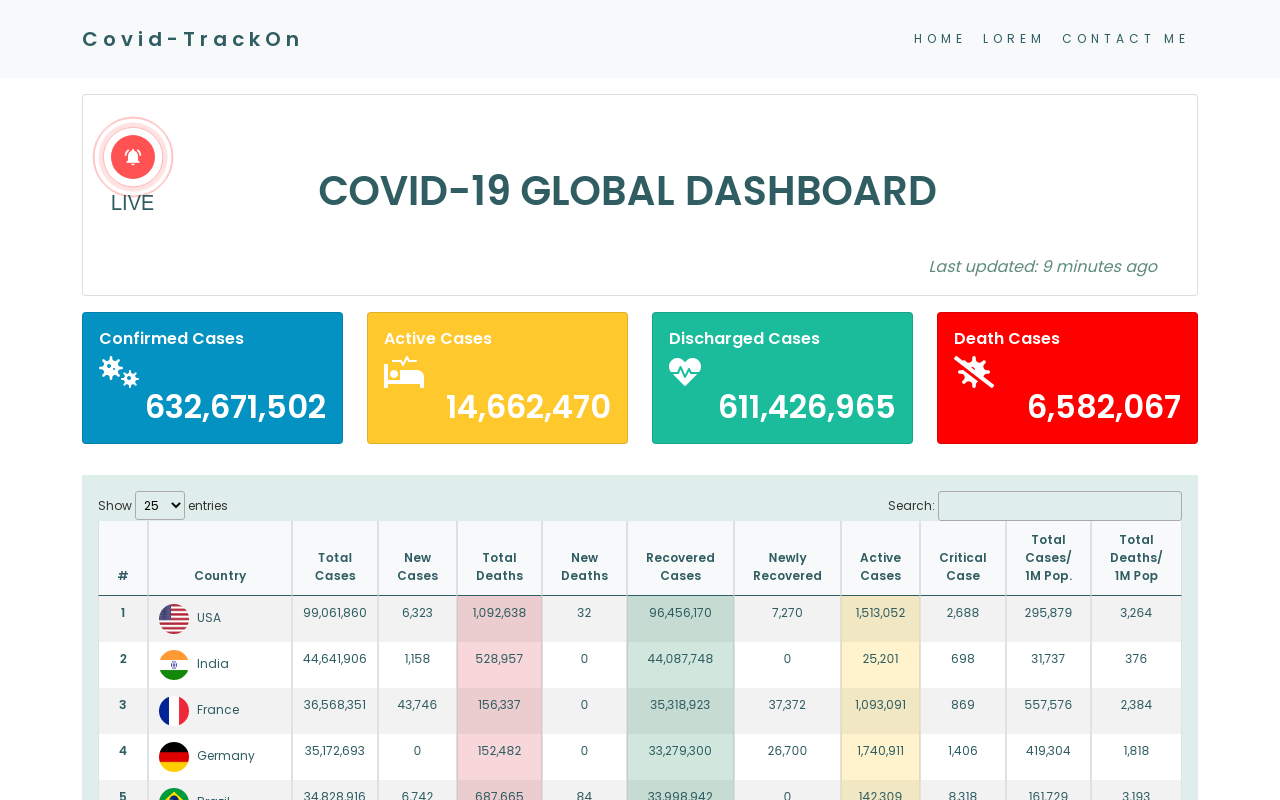 Covid-TrackOn
HOME LOREM CONTACT ME
LIVE
COVID-19 GLOBAL DASHBOARD
Last updated: 9 minutes ago
Confirmed Cases
632,671,502
Active Cases
14,662,470
Discharged Cases
611,426,965
Death Cases
6,582,067
Show 25 entries
Search:
# Country Total Cases New Cases Total Deaths New Deaths Recovered Cases Newly Recovered Active Cases Critical Case Total Cases/ 1M Pop. Total Deaths/ 1M Pop
1 USA 99,061,860 6,323 1,092,638 32 96,456,170 7,270 1,513,052 2,688 295,879 3,264
2 India 44,641,906 1,158 528,957 0 44,087,748 0 25,201 698 31,737 376
3 France 36,568,351 43,746 156,337 0 35,318,923 37,372 1,093,091 869 557,576 2,384
4 Germany 35,172,693 0 152,482 0 33,279,300 26,700 1,740,911 1,406 419,304 1,818
5 Brazil 34,828,916 6,742 687,665 84 33,998,942 0 142,309 8,318 161,729 3,193